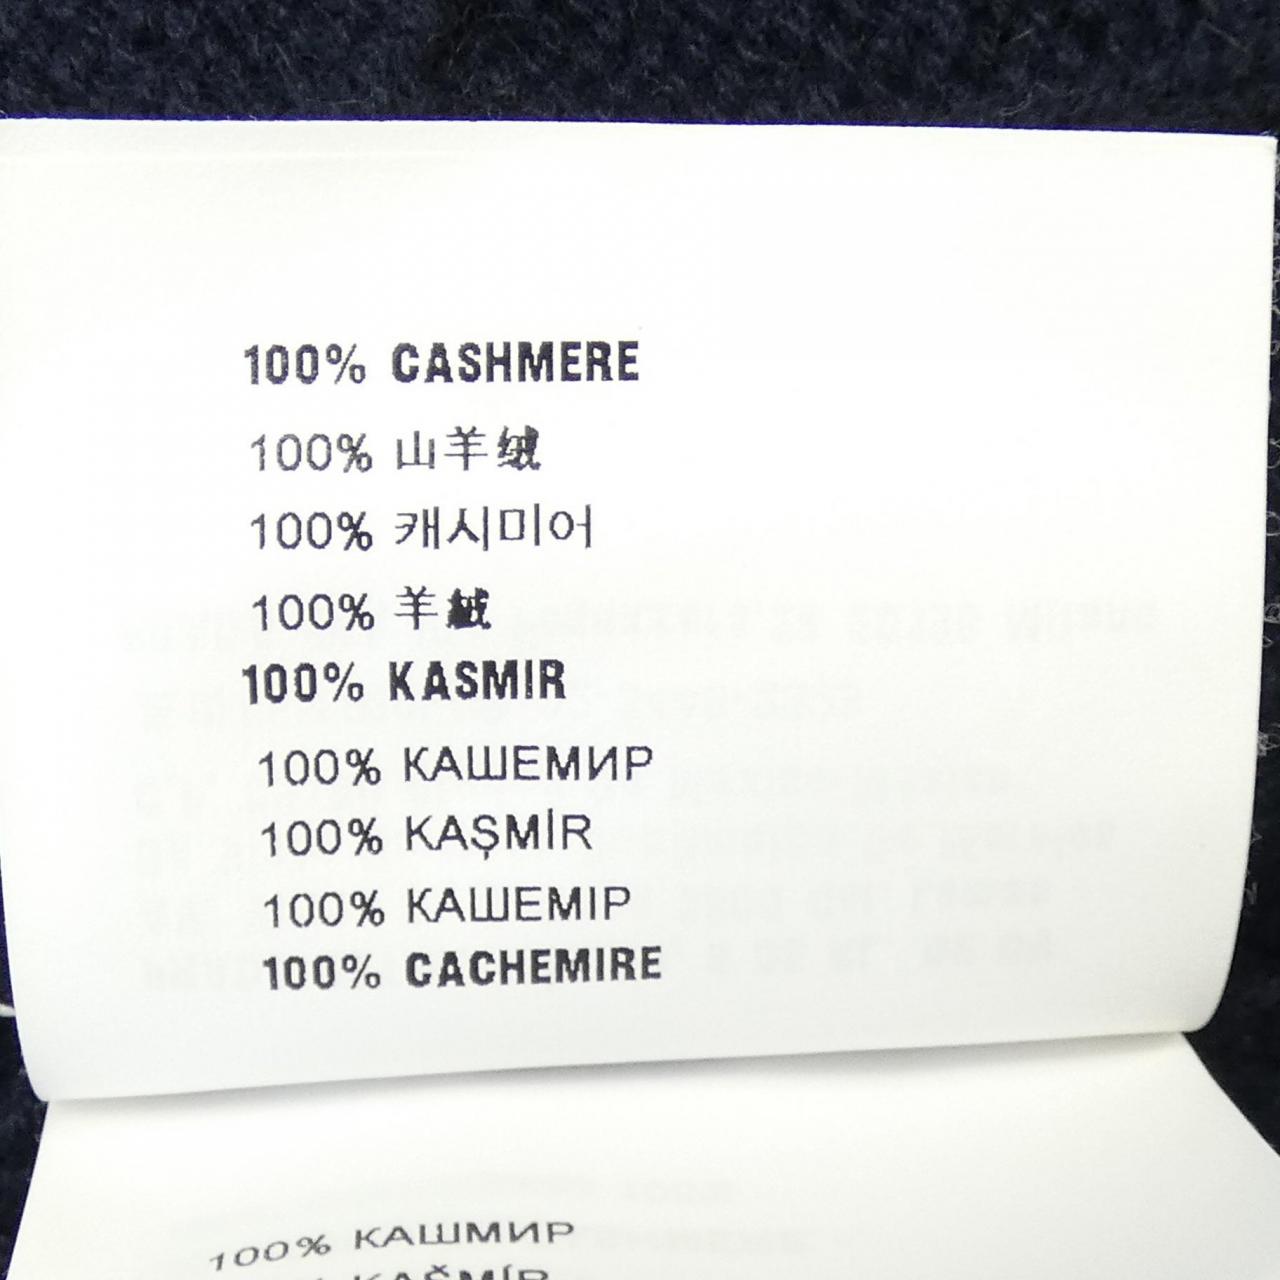 100% CASHMERE
100% 山羊绒
100% 캐시미어
100% 羊絨
100% KASMIR
100% КАШЕМИР
100% KAŞMİR
100% КАШЕМІР
100% CACHEMIRE
100% КАШМИР
KAŠMÍR